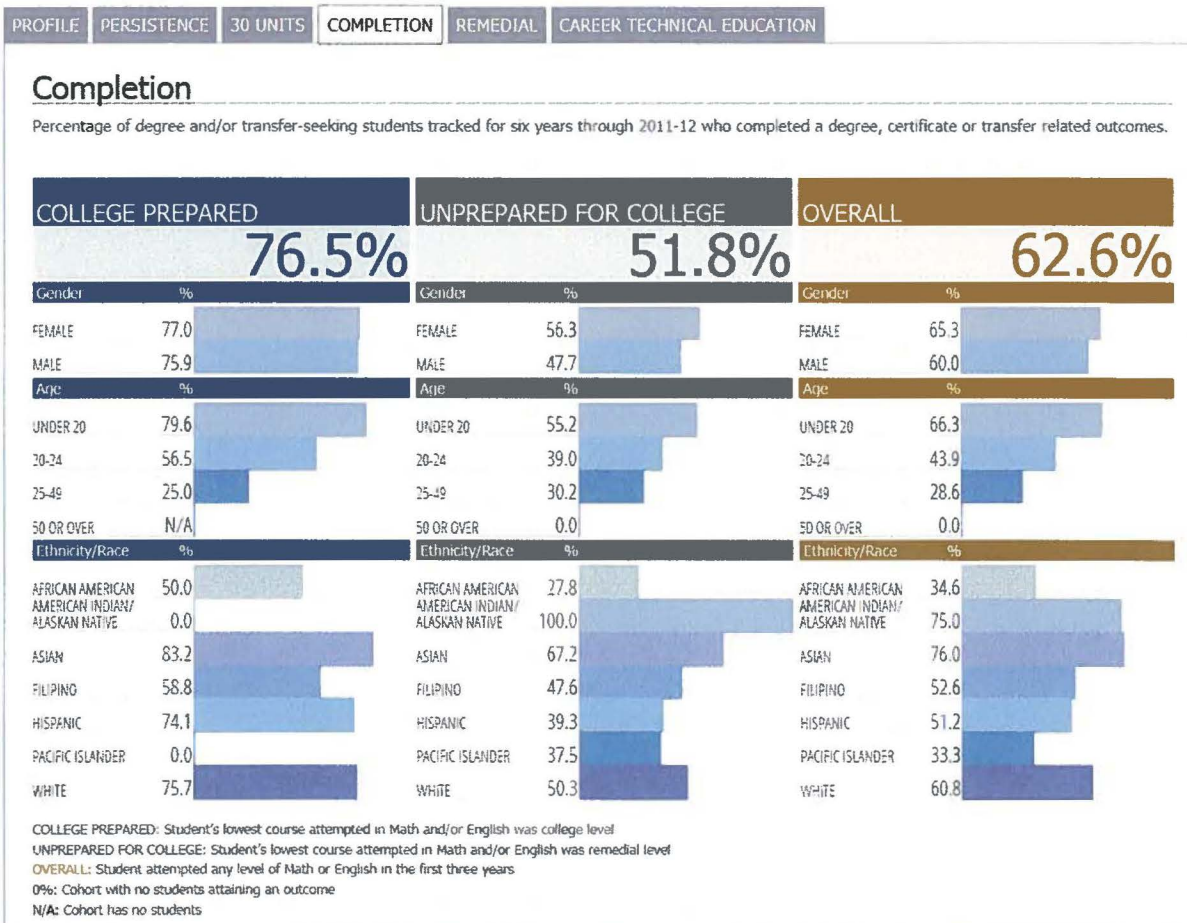 PROFILE PERSISTENCE 30 UNITS COMPLETION REMEDIAL CAREER TECHNICAL EDUCATION
Completion
Percentage of degree and/or transfer-seeking students tracked for six years through 2011-12 who completed a degree, certificate or transfer related outcomes.
COLLEGE PREPARED UNPREPARED FOR COLLEGE OVERALL
76.5% 51.8% 62.6%
Gender % Gender % Gender %
FEMALE 77.0 FEMALE 56.3 FEMALE 65.3
MALE 75.9 MALE 47.7 MALE 60.0
Age % Age % Age %
UNDER 20 79.6 UNDER 20 55.2 UNDER 20 66.3
20-24 56.5 20-24 39.0 20-24 43.9
25-49 25.0 25-49 30.2 25-49 28.6
50 OR OVER N/A 50 OR OVER 0.0 50 OR OVER 0.0
Ethnicity/Race % Ethnicity/Race % Ethnicity/Race %
AFRICAN AMERICAN 50.0 AFRICAN AMERICAN 27.8 AFRICAN AMERICAN 34.6
AMERICAN INDIAN/ AMERICAN INDIAN/ AMERICAN INDIAN/
ALASKAN NATIVE 0.0 ALASKAN NATIVE 100.0 ALASKAN NATIVE 75.0
ASIAN 83.2 ASIAN 67.2 ASIAN 76.0
FILIPINO 58.8 FILIPINO 47.6 FILIPINO 52.6
HISPANIC 74.1 HISPANIC 39.3 HISPANIC 51.2
PACIFIC ISLANDER 0.0 PACIFIC ISLANDER 37.5 PACIFIC ISLANDER 33.3
WHITE 75.7 WHITE 50.3 WHITE 60.8
COLLEGE PREPARED: Student's lowest course attempted in Math and/or English was college level
UNPREPARED FOR COLLEGE: Student's lowest course attempted in Math and/or English was remedial level
OVERALL: Student attempted any level of Math or English in the first three years
0%: Cohort with no students attaining an outcome
N/A: Cohort has no students